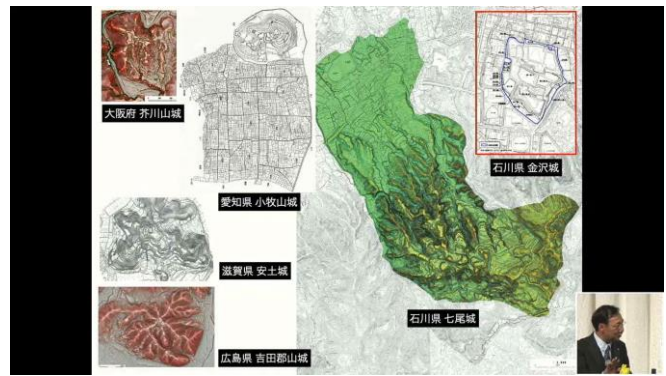 大阪府 芥川山城
愛知県 小牧山城
滋賀県 安土城
広島県 吉田郡山城
石川県 金沢城
石川県 七尾城